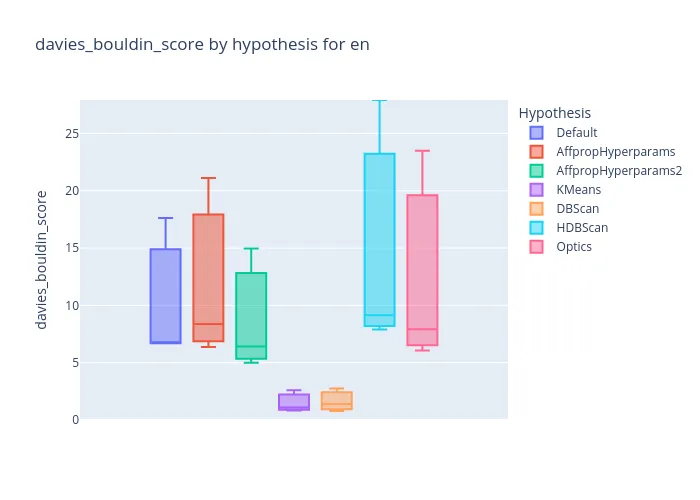 davies_bouldin_score by hypothesis for en
Hypothesis
Default
AffpropHyperparams
AffpropHyperparams2
KMeans
DBScan
HDBScan
Optics
davies_bouldin_score
25
20
15
10
5
0